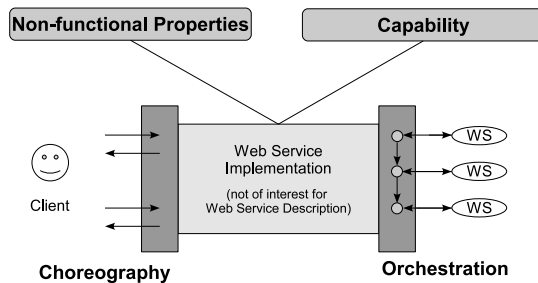 Non-functional Properties
Capability
Web Service
Implementation
(not of interest for
Web Service Description)
WS
WS
WS
Client
Choreography
Orchestration